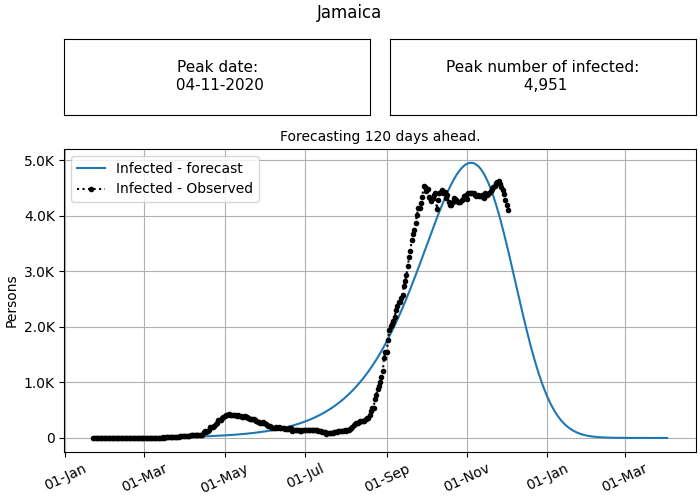 Jamaica
Peak date:
04-11-2020
Peak number of infected:
4,951
Forecasting 120 days ahead.
Infected - forecast
Infected - Observed
Persons
5.0K
4.0K
3.0K
2.0K
1.0K
0
01-Jan
01-Mar
01-May
01-Jul
01-Sep
01-Nov
01-Jan
01-Mar